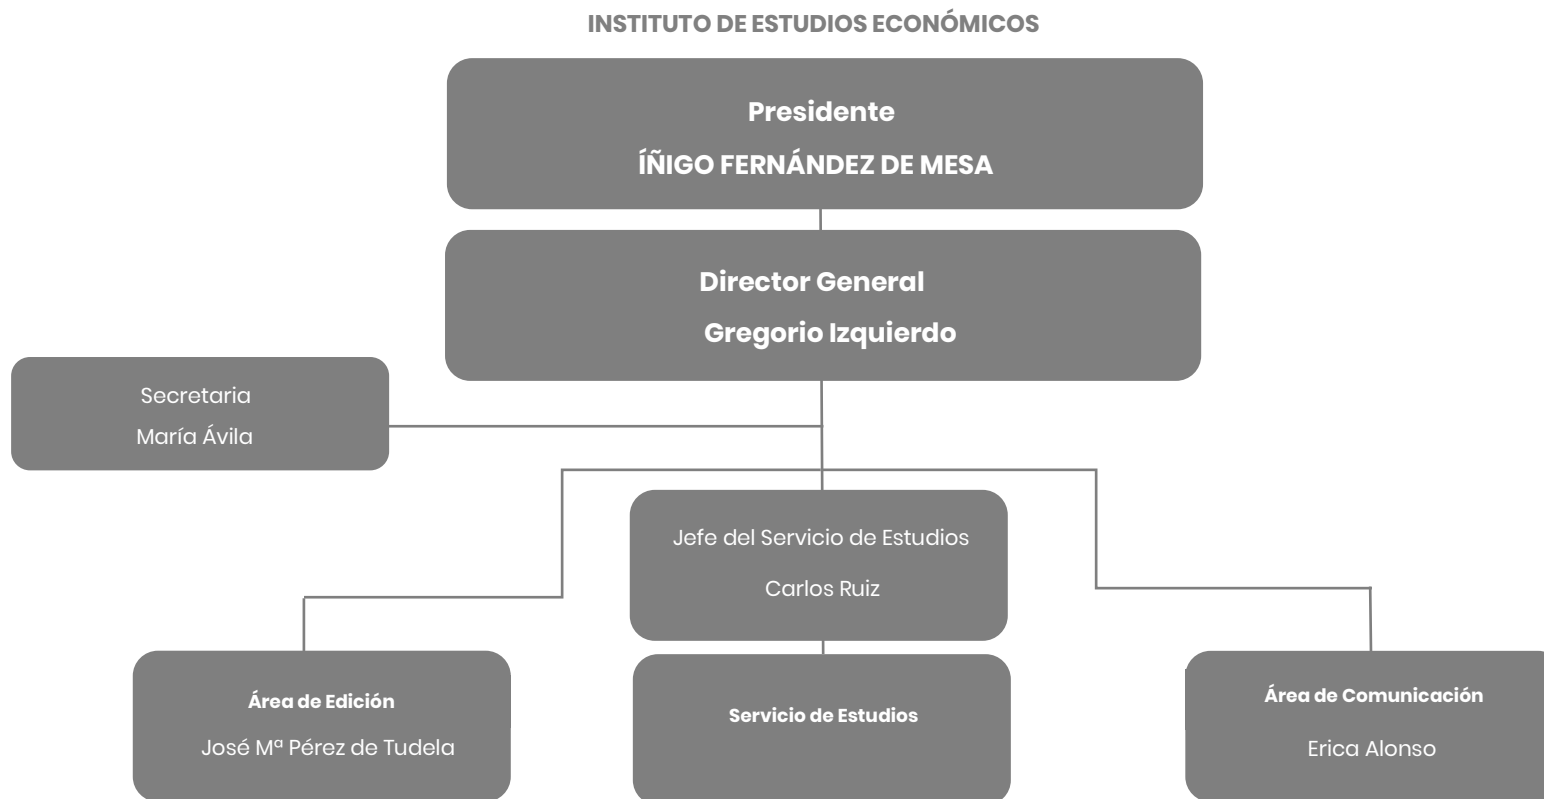 INSTITUTO DE ESTUDIOS ECONÓMICOS
Presidente
ÍÑIGO FERNÁNDEZ DE MESA
Director General
Gregorio Izquierdo
Secretaria
María Ávila
Jefe del Servicio de Estudios
Carlos Ruiz
Área de Edición
José Mª Pérez de Tudela
Servicio de Estudios
Área de Comunicación
Erica Alonso